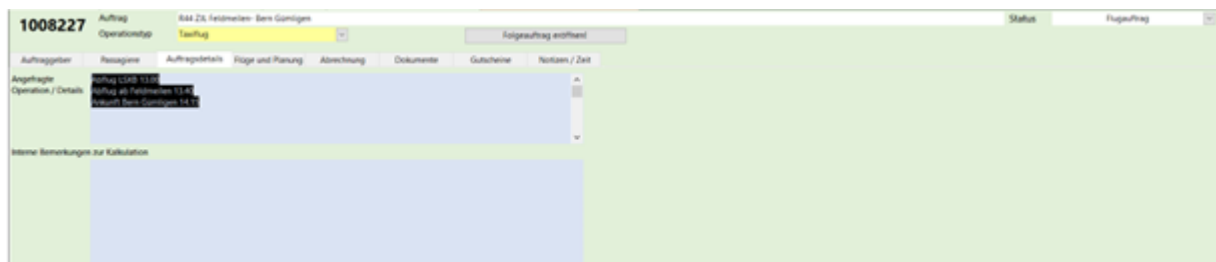 1008227
Auftrag
R44 ZIL Feldmeilen- Bern Gümligen
Status
Flugauftrag
Operationstyp
Taxiflug
Folgeauftrag eröffnen!
Auftraggeber Passagiere Auftragsdetails Flüge und Planung Abrechnung Dokumente Gutscheine Notizen / Zeit
Angefragte
Operation / Details
Abflug LSXB 13.00
Abflug ab Feldmeilen 13.40
Ankunft Bern Gümligen 14.15
Interne Bemerkungen zur Kalkulation